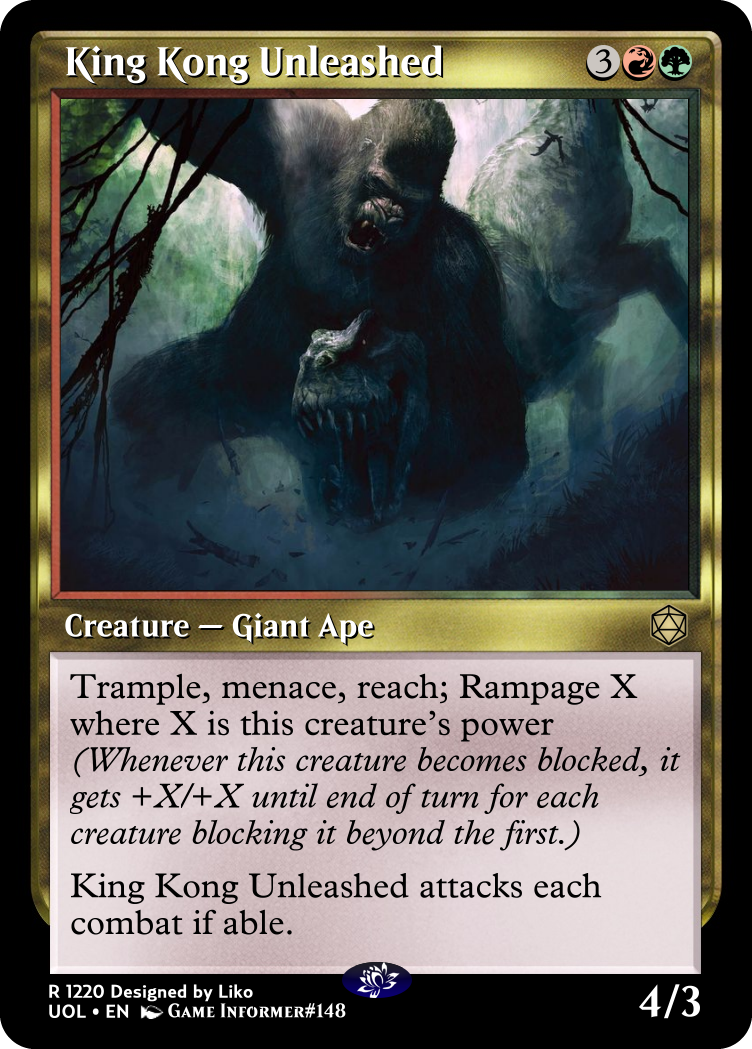 King Kong Unleashed 3
Creature — Giant Ape
Trample, menace, reach; Rampage X
where X is this creature's power
(Whenever this creature becomes blocked, it
gets +X/+X until end of turn for each
creature blocking it beyond the first.)
King Kong Unleashed attacks each
combat if able.
R 1220 Designed by Liko
UOL • EN Game Informer#148
4/3